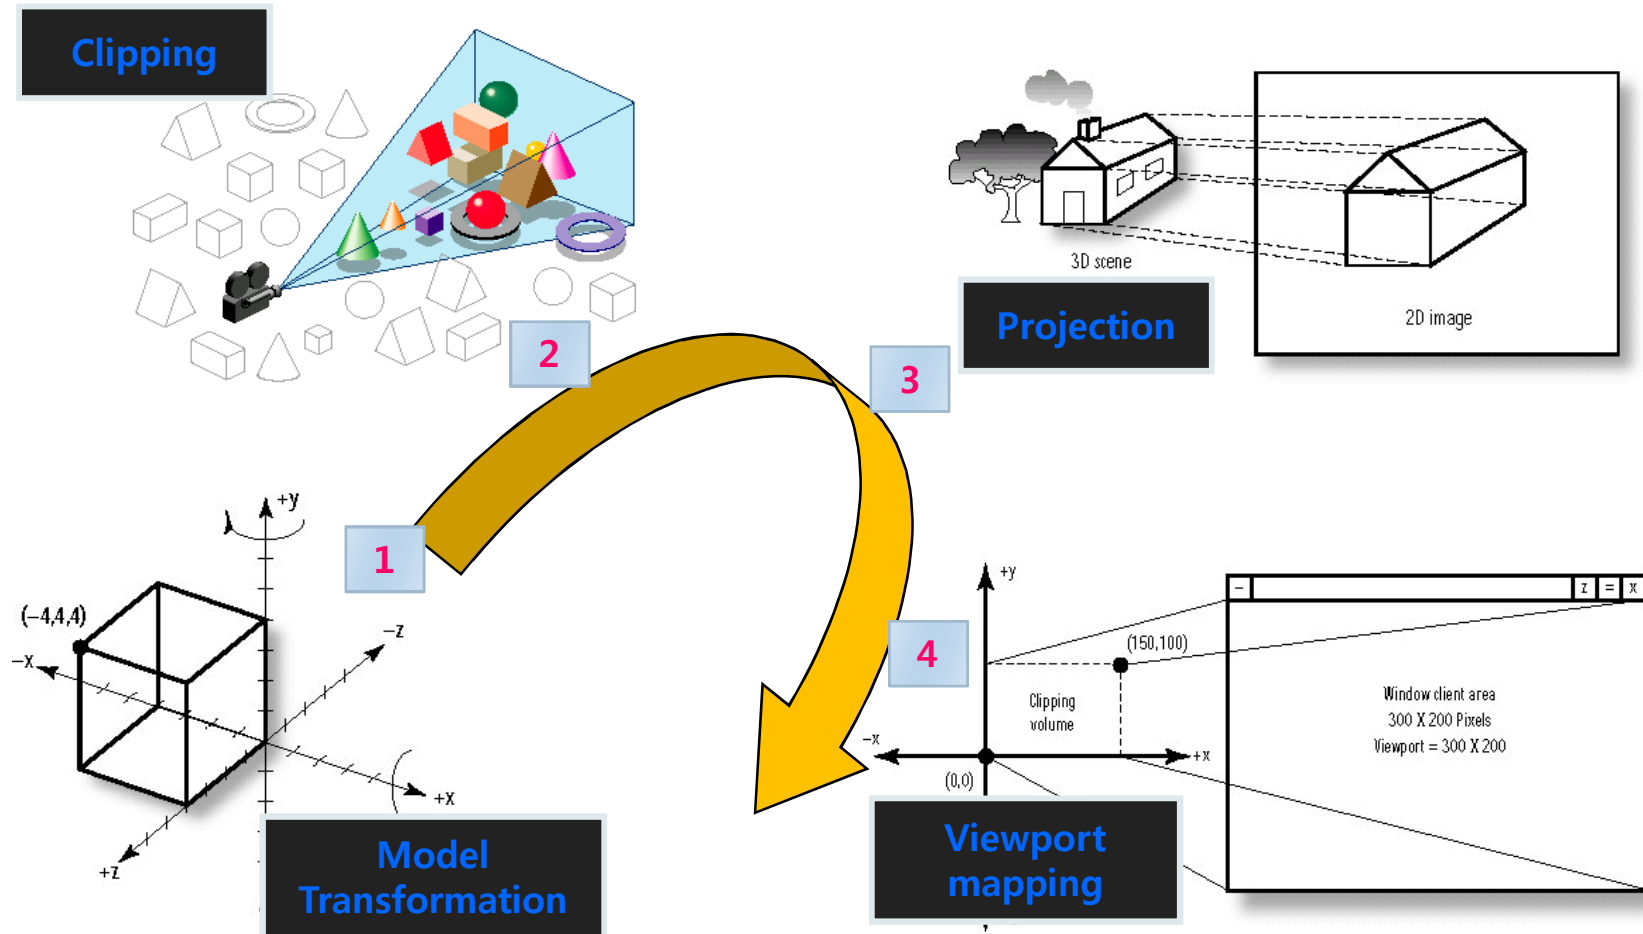 Clipping
3D scene
2D image
Projection
2
3
1
4
+y
(–4,4,4)
–x
–z
+x
+z
Model
Transformation
+y
(150,100)
Clipping
volume
–x
+x
(0,0)
Viewport
mapping
– z = x
Window client area
300 X 200 Pixels
Viewport = 300 X 200